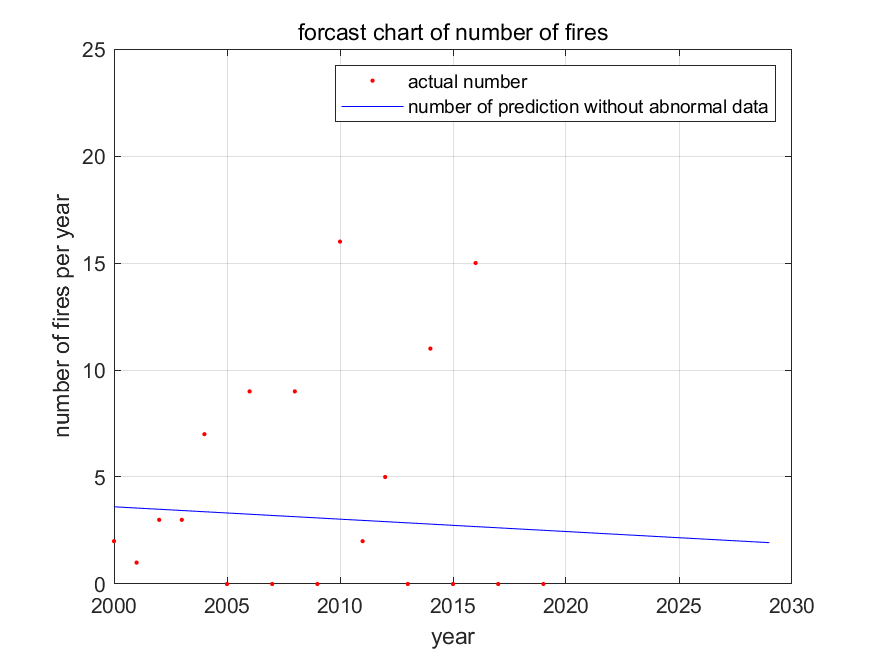 forcast chart of number of fires
actual number
number of prediction without abnormal data
number of fires per year
25
20
15
10
5
0
2000 2005 2010 2015 2020 2025 2030
year